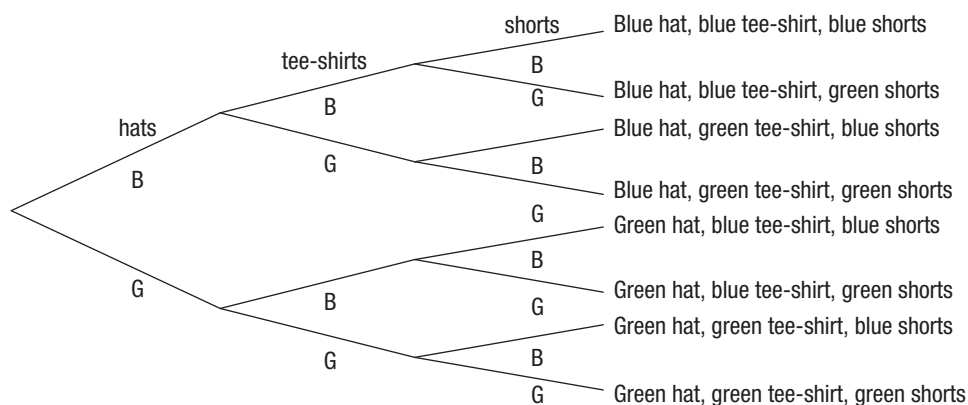 shorts
Blue hat, blue tee-shirt, blue shorts
tee-shirts
B
B
G
Blue hat, blue tee-shirt, green shorts
hats
Blue hat, green tee-shirt, blue shorts
G
B
B
Blue hat, green tee-shirt, green shorts
G
Green hat, blue tee-shirt, blue shorts
B
G
Green hat, blue tee-shirt, green shorts
B
G
Green hat, green tee-shirt, blue shorts
G
B
G
Green hat, green tee-shirt, green shorts